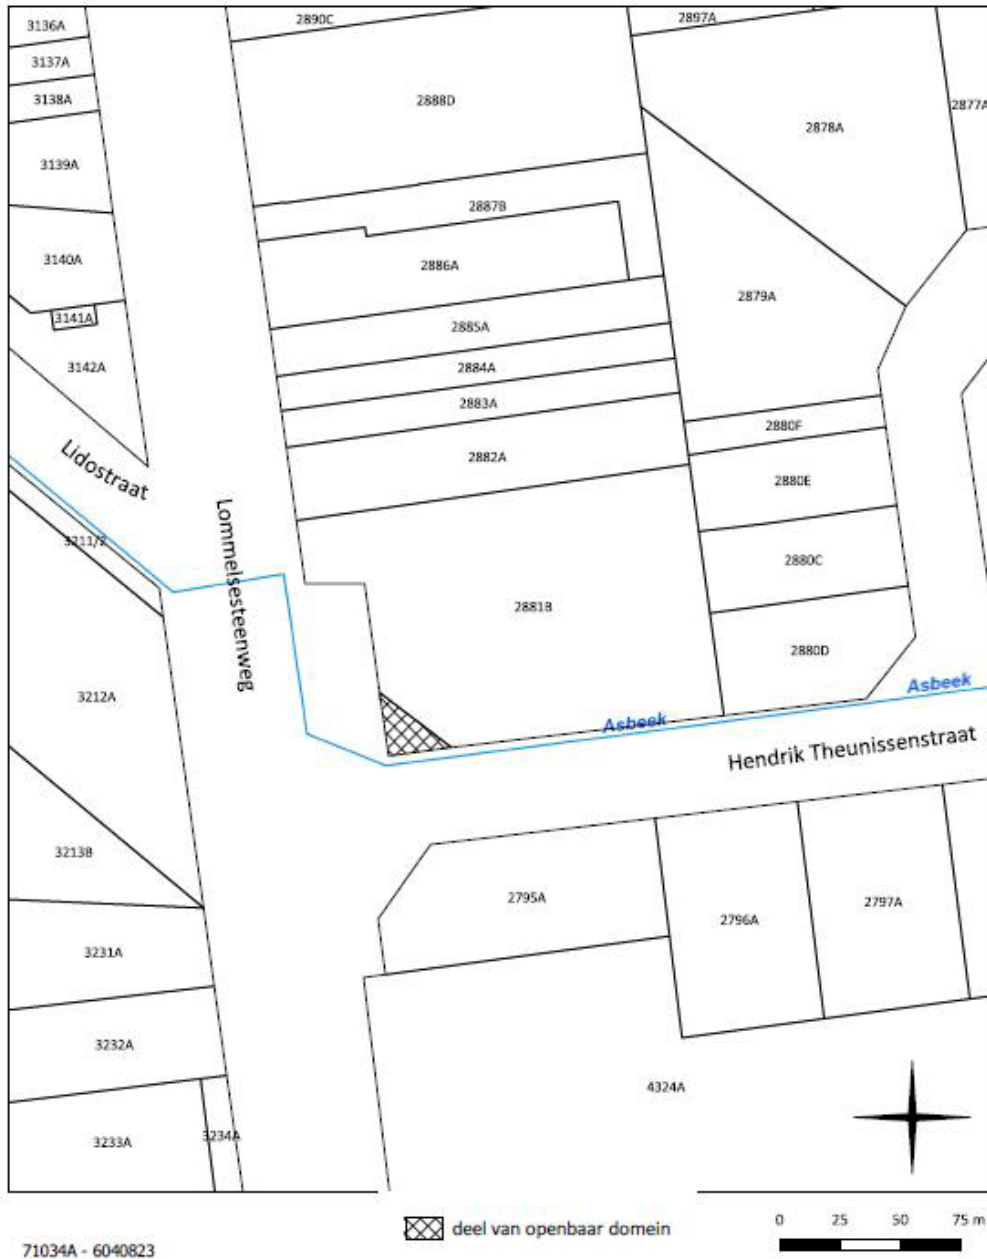 3136A
2890C
2897A
3137A
3138A
2888D
2877A
2878A
3139A
2887B
3140A
2886A
2879A
3141A
2885A
3142A
2884A
2883A
2880F
2882A
Lidostraat
2880E
3211/2
Lommelsesteenweg
2880C
2881B
2880D
3212A
Asbeek
Asbeek
Hendrik Theunissenstraat
3213B
2795A
2796A
2797A
3231A
3232A
4324A
3233A
3234A
deel van openbaar domein
0 25 50 75 m
71034A - 6040823